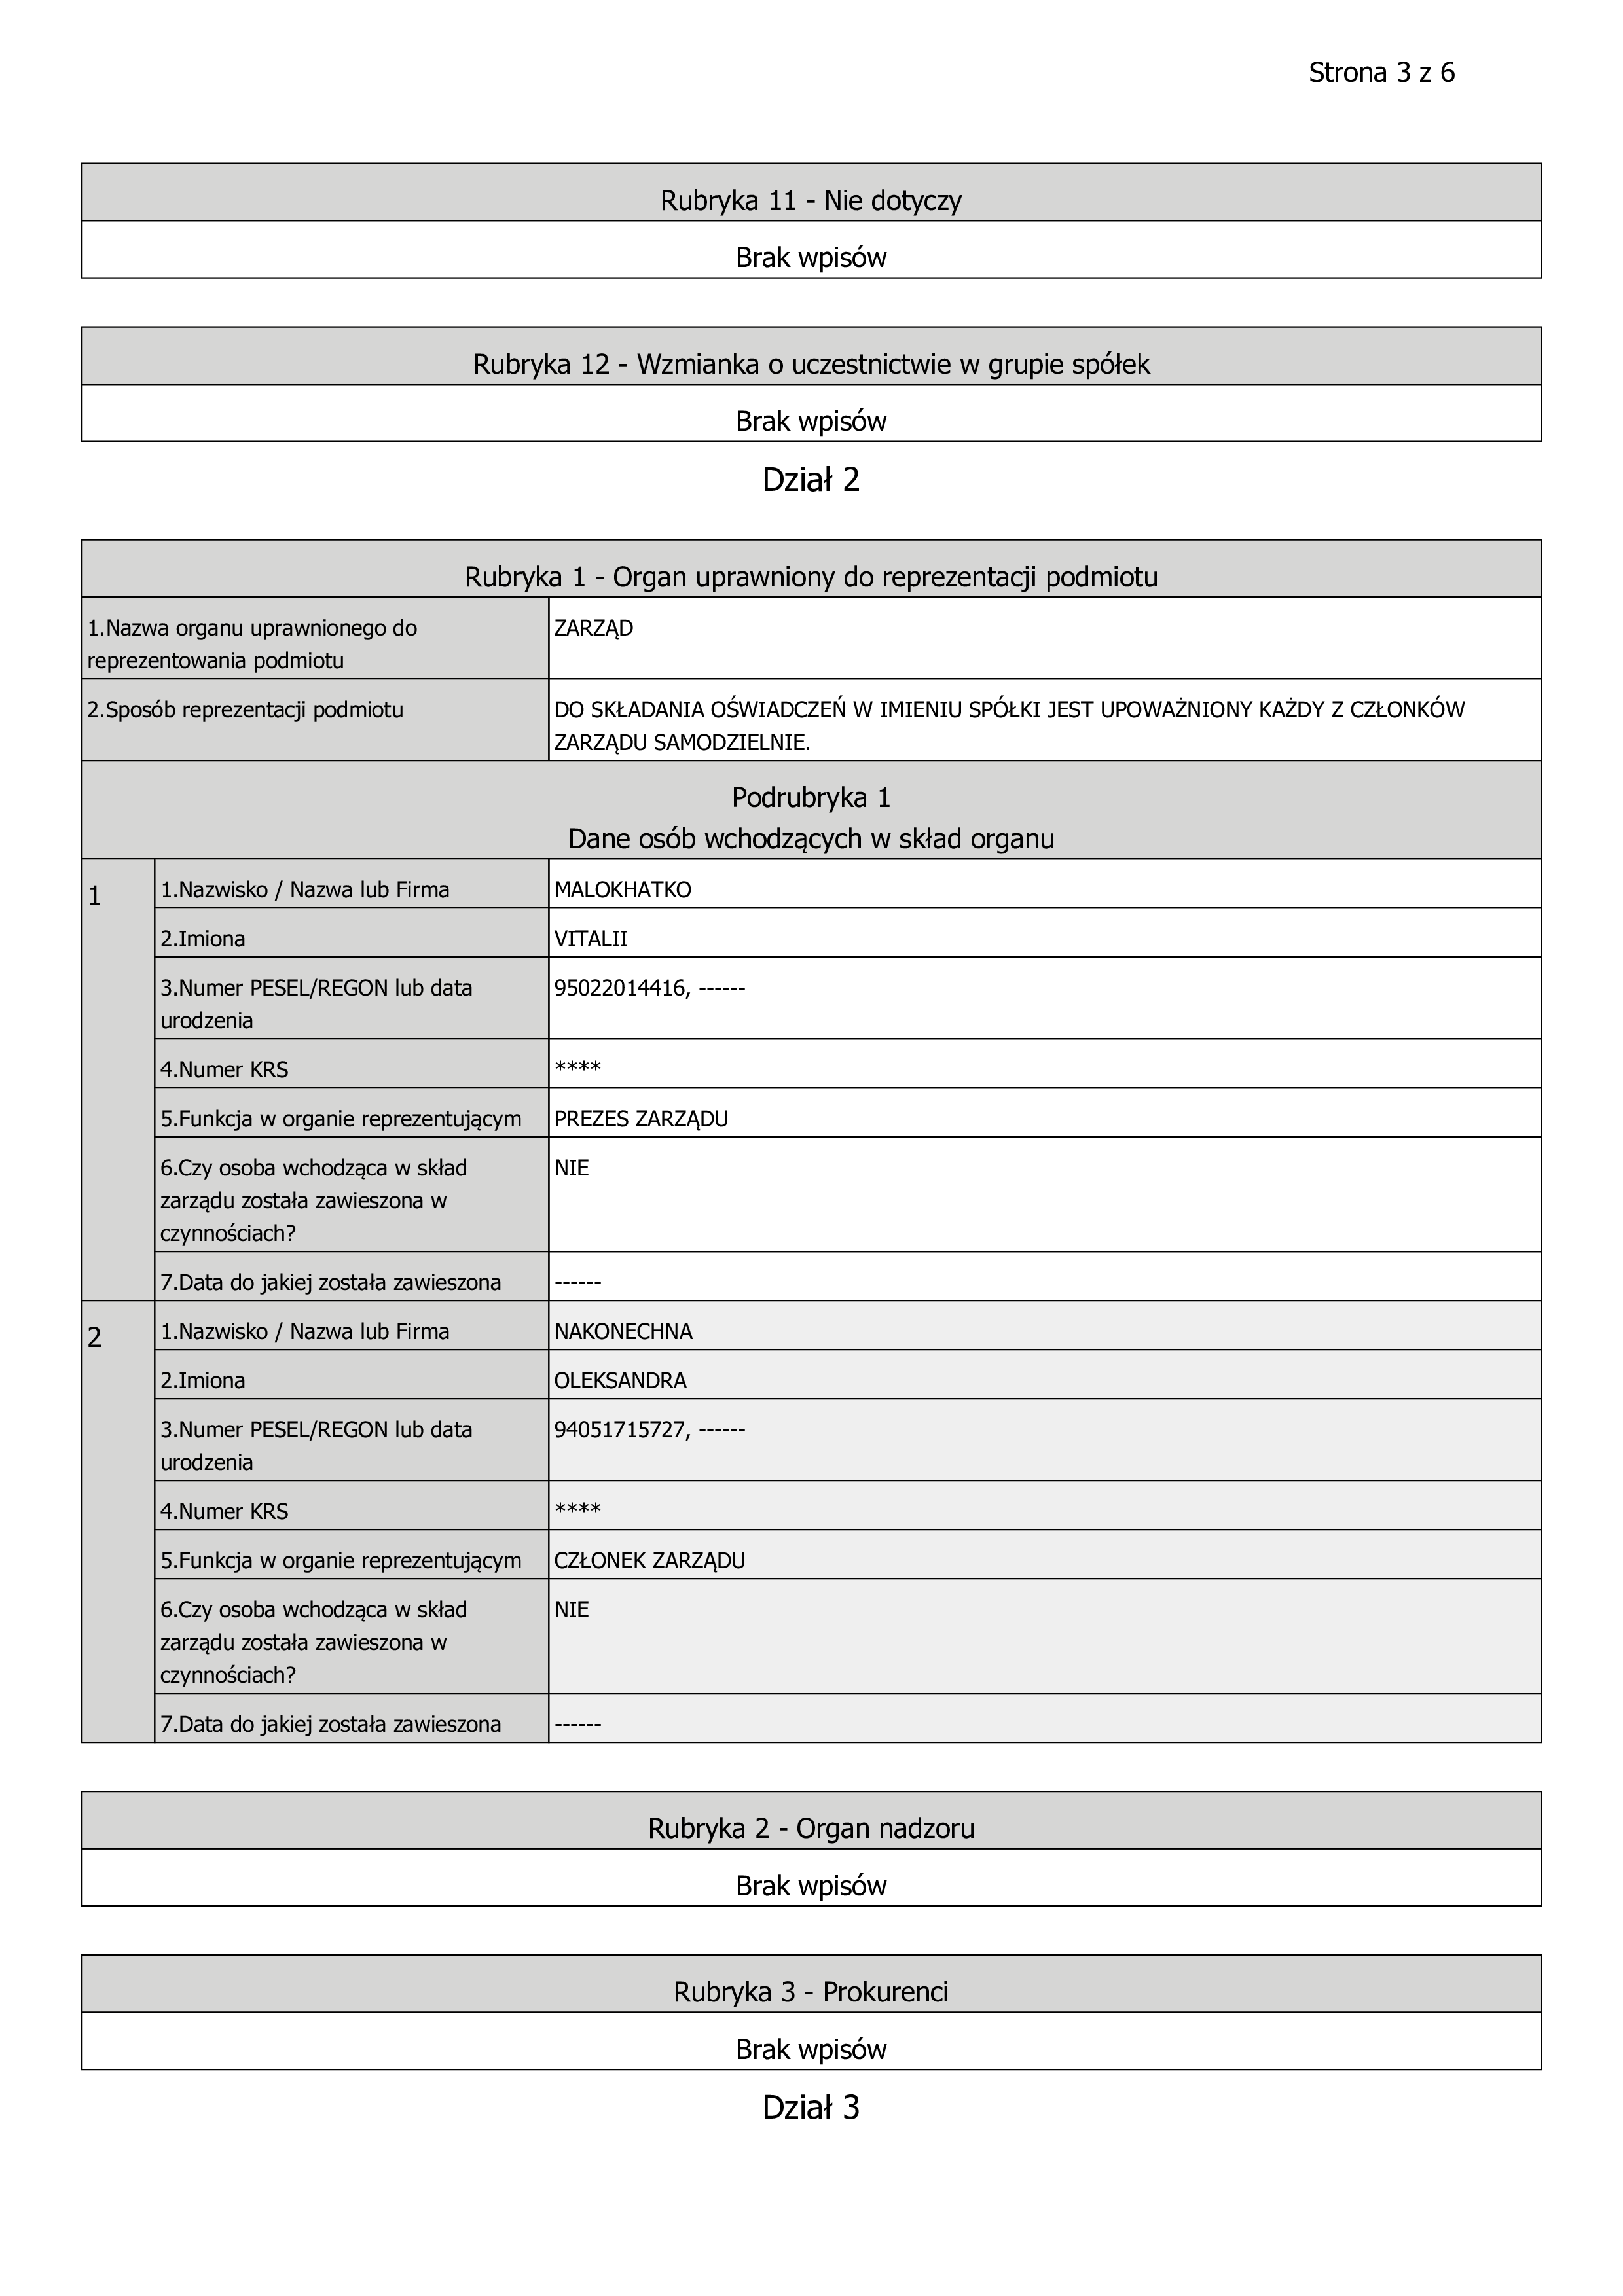 Strona 3 z 6
Rubryka 11 - Nie dotyczy
Brak wpisów
Rubryka 12 - Wzmianka o uczestnictwie w grupie spółek
Brak wpisów
Dział 2
Rubryka 1 - Organ uprawniony do reprezentacji podmiotu
1.Nazwa organu uprawnionego do
reprezentowania podmiotu
ZARZĄD
2.Sposób reprezentacji podmiotu
DO SKŁADANIA OŚWIADCZEŃ W IMIENIU SPÓŁKI JEST UPOWAŻNIONY KAŻDY Z CZŁONKÓW
ZARZĄDU SAMODZIELNIE.
Podrubryka 1
Dane osób wchodzących w skład organu
1
1.Nazwisko / Nazwa lub Firma
MALOKHATKO
2.Imiona
VITALII
3.Numer PESEL/REGON lub data
urodzenia
95022014416, ------
4.Numer KRS
****
5.Funkcja w organie reprezentującym
PREZES ZARZĄDU
6.Czy osoba wchodząca w skład
zarządu została zawieszona w
czynnościach?
NIE
7.Data do jakiej została zawieszona
------
2
1.Nazwisko / Nazwa lub Firma
NAKONECHNA
2.Imiona
OLEKSANDRA
3.Numer PESEL/REGON lub data
urodzenia
94051715727, ------
4.Numer KRS
****
5.Funkcja w organie reprezentującym
CZŁONEK ZARZĄDU
6.Czy osoba wchodząca w skład
zarządu została zawieszona w
czynnościach?
NIE
7.Data do jakiej została zawieszona
------
Rubryka 2 - Organ nadzoru
Brak wpisów
Rubryka 3 - Prokurenci
Brak wpisów
Dział 3